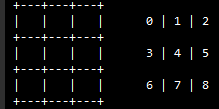 +---+---+---+
|   |   |   |    0 | 1 | 2
+---+---+---+
|   |   |   |    3 | 4 | 5
+---+---+---+
|   |   |   |    6 | 7 | 8
+---+---+---+